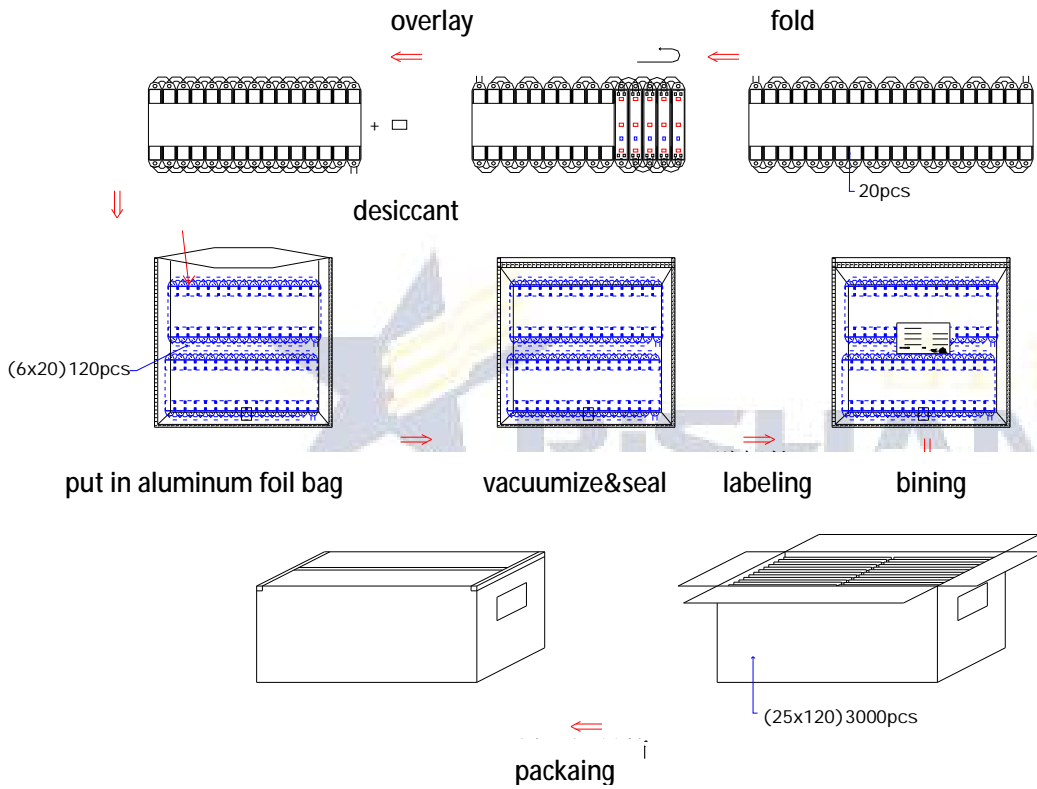 overlay
fold
+
20pcs
desiccant
(6x20)120pcs
put in aluminum foil bag
vacuumize&seal
labeling
bining
(25x120)3000pcs
packaing